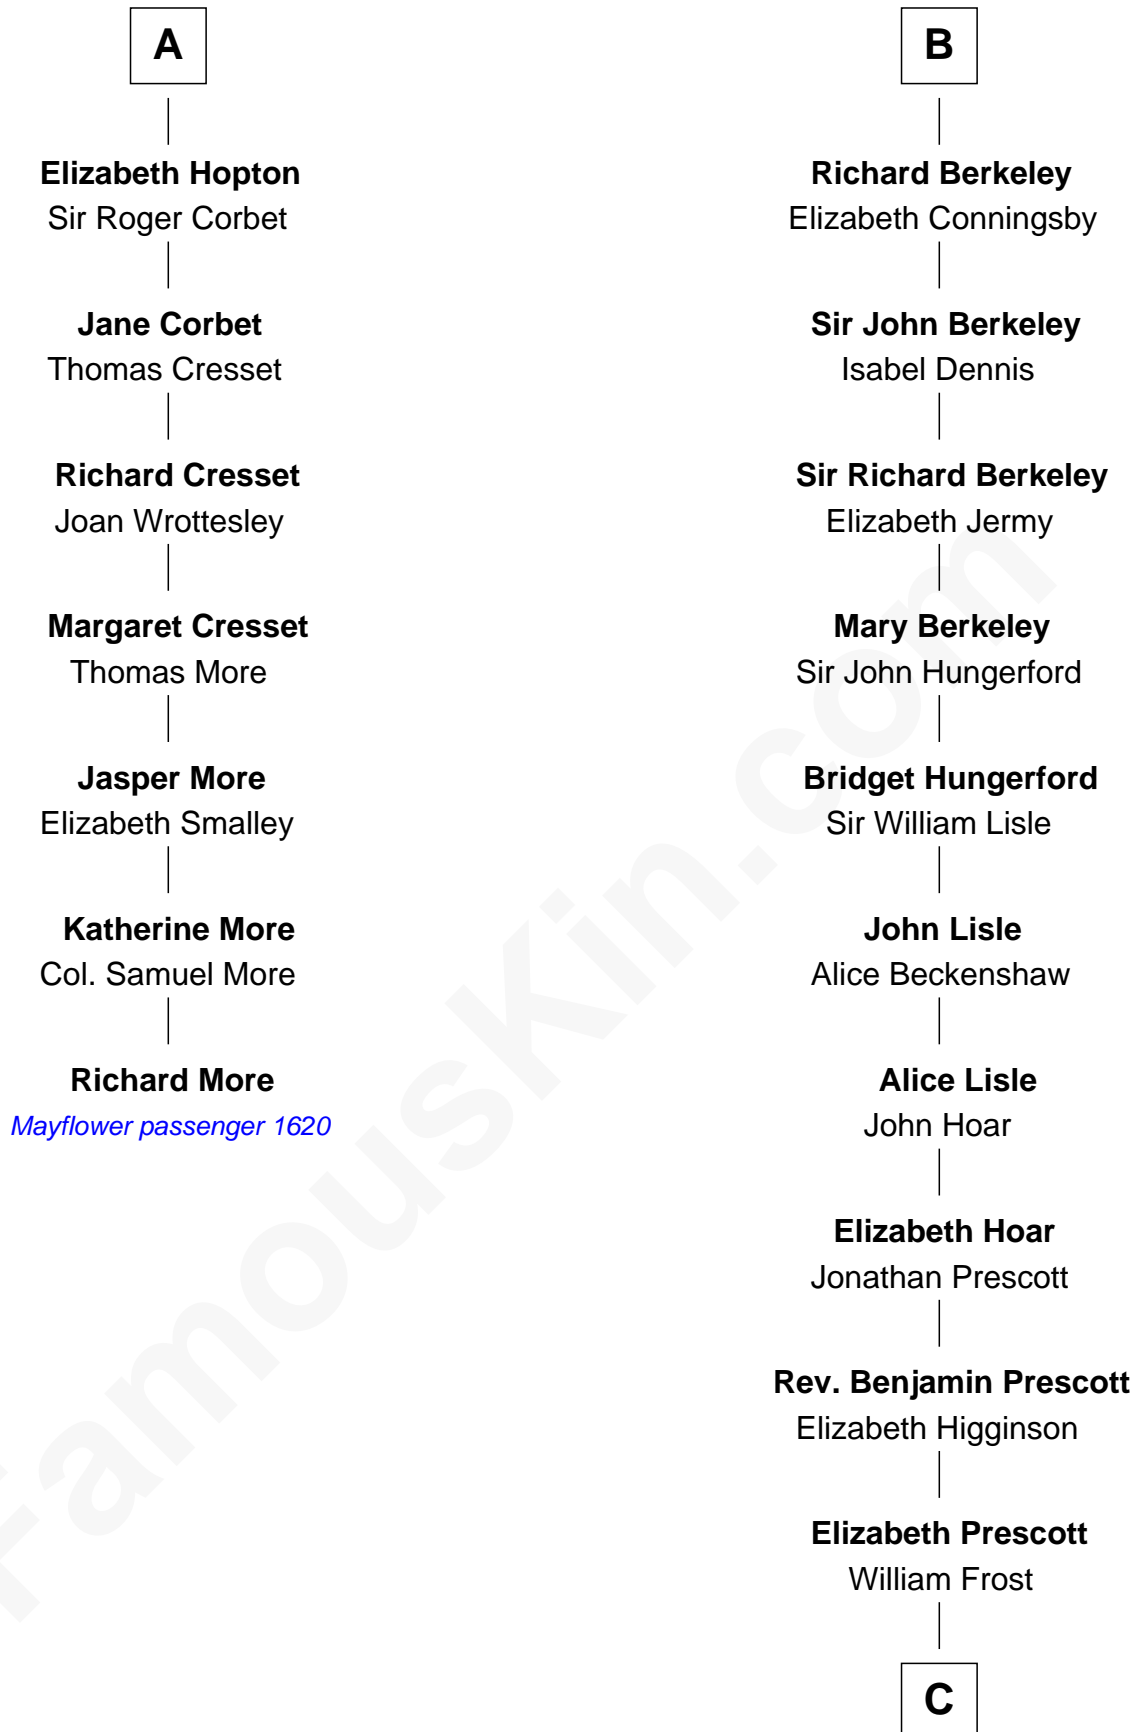 A
Elizabeth Hopton
Sir Roger Corbet
Jane Corbet
Thomas Cresset
Richard Cresset
Joan Wrottesley
Margaret Cresset
Thomas More
Jasper More
Elizabeth Smalley
Katherine More
Col. Samuel More
Richard More
Mayflower passenger 1620
B
Richard Berkeley
Elizabeth Conningsby
Sir John Berkeley
Isabel Dennis
Sir Richard Berkeley
Elizabeth Jermy
Mary Berkeley
Sir John Hungerford
Bridget Hungerford
Sir William Lisle
John Lisle
Alice Beckenshaw
Alice Lisle
John Hoar
Elizabeth Hoar
Jonathan Prescott
Rev. Benjamin Prescott
Elizabeth Higginson
Elizabeth Prescott
William Frost
C
FamousKin.com